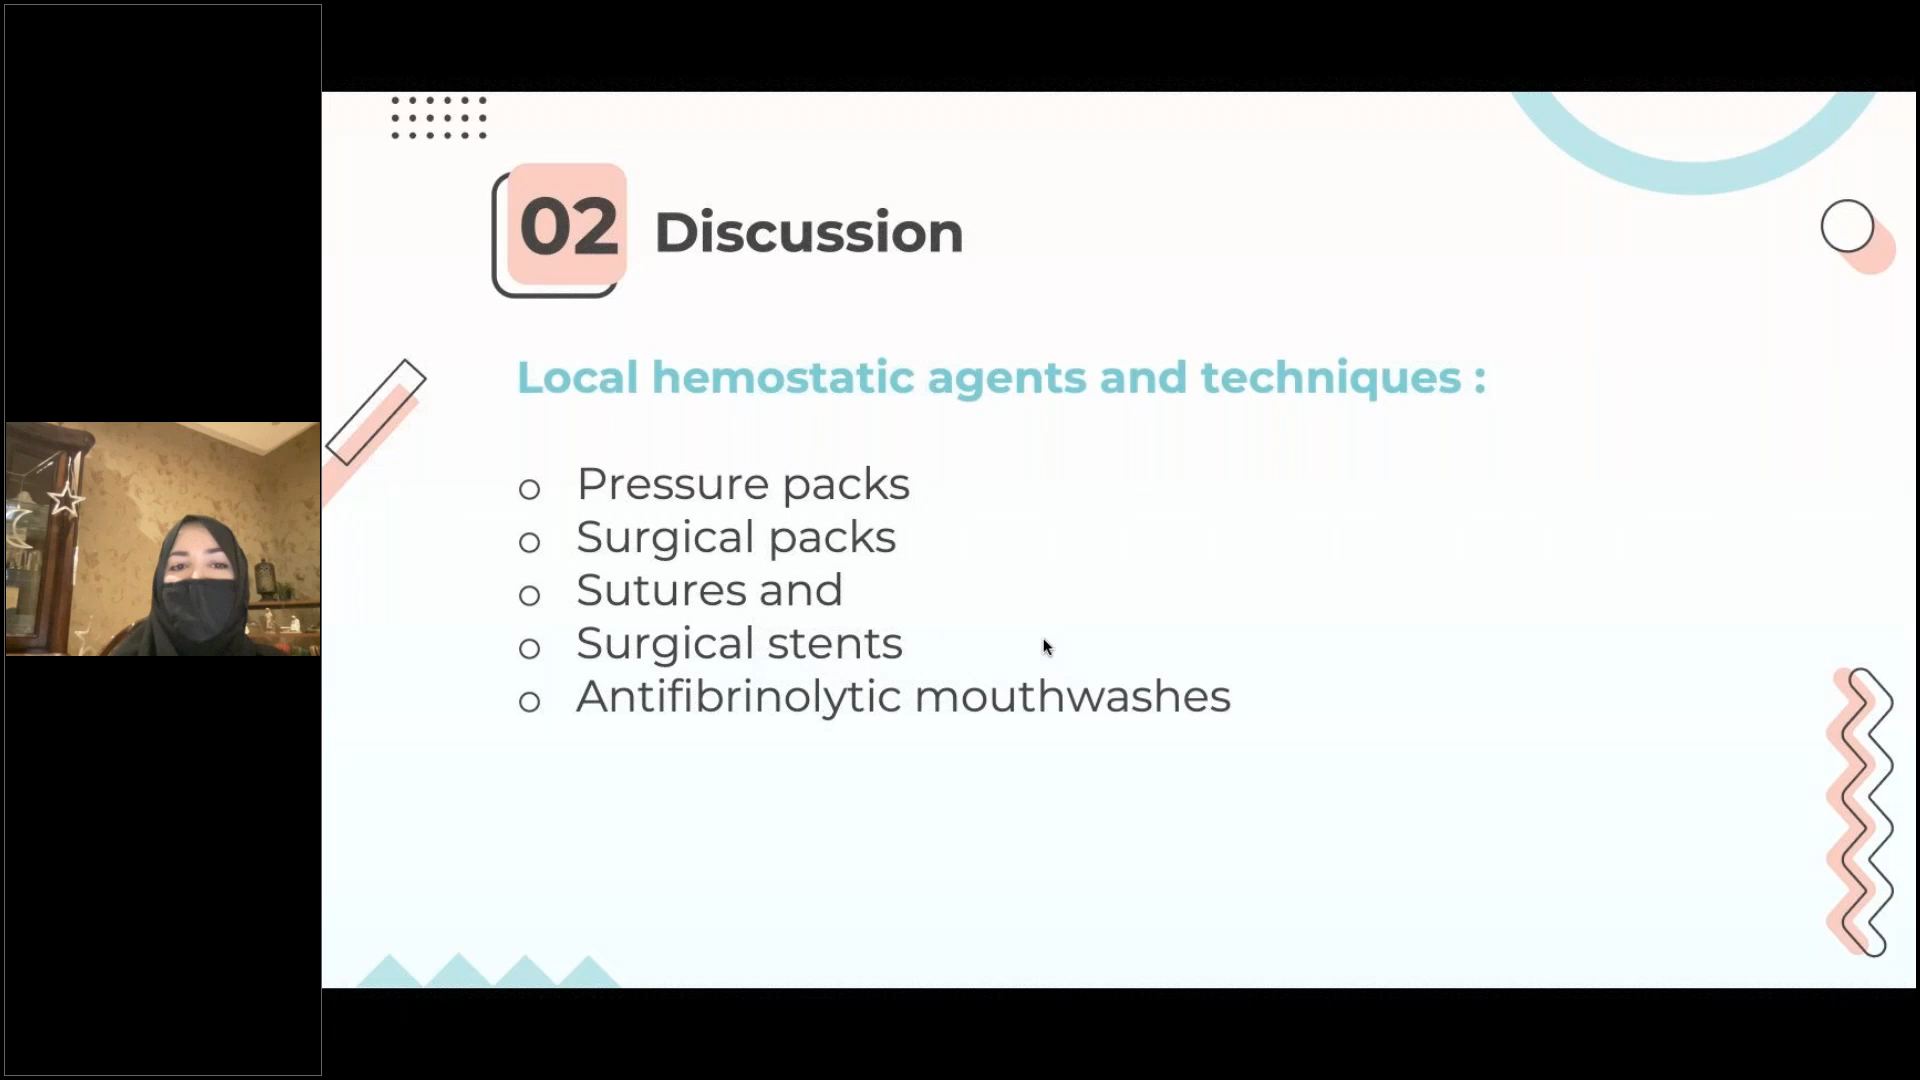 02 Discussion
Local hemostatic agents and techniques :
Pressure packs
Surgical packs
Sutures and
Surgical stents
Antifibrinolytic mouthwashes